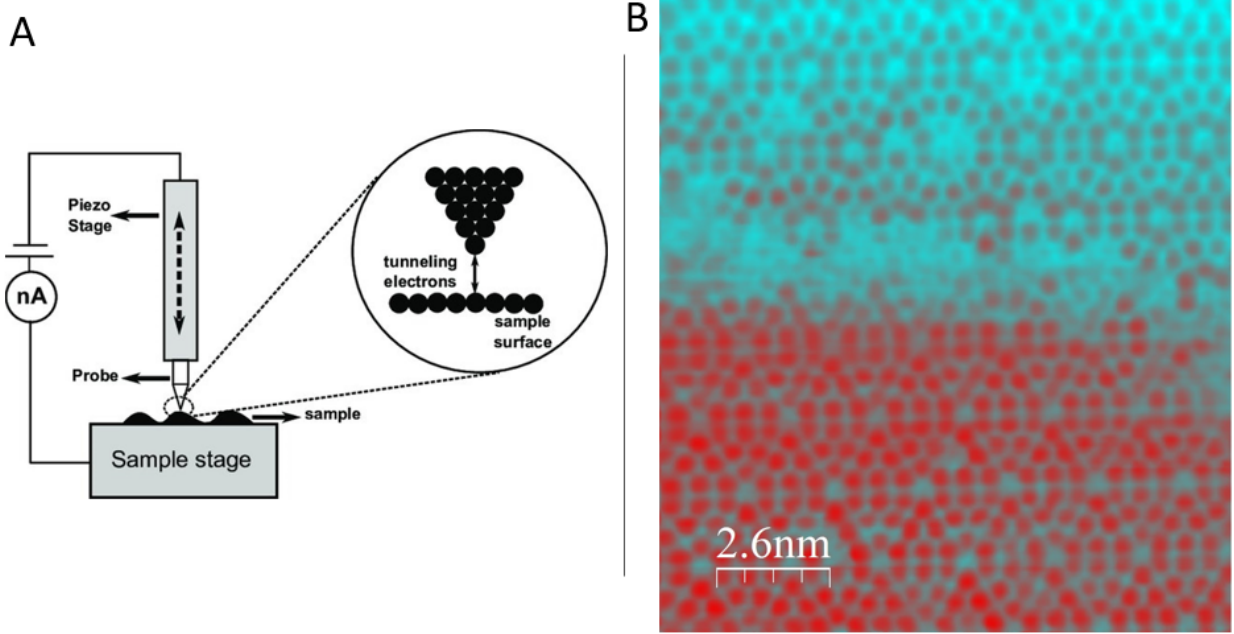 A
Piezo
Stage
nA
Probe
sample
Sample stage
tunneling
electrons
sample
surface
B
2.6nm